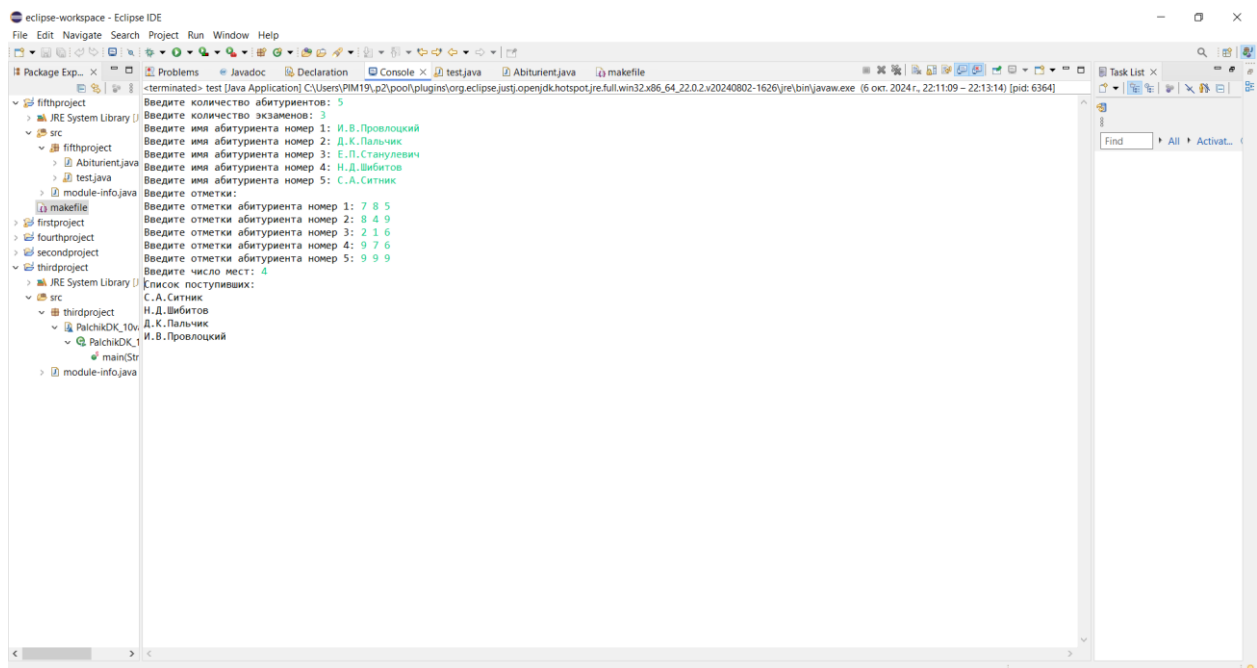 eclipse-workspace - Eclipse IDE
File Edit Navigate Search Project Run Window Help
Package Exp...
Problems Javadoc Declaration Console test.java Abiturient.java makefile
Task List
<terminated> test [Java Application] C:\Users\PIM19\.p2\pool\plugins\org.eclipse.justj.openjdk.hotspot.jre.full.win32.x86_64_22.0.2.v20240802-1626\jre\bin\javaw.exe (6 окт. 2024 г., 22:11:09 – 22:13:14) [pid: 6364]
fifthproject
JRE System Library [J
src
fifthproject
Abiturient.java
test.java
module-info.java
makefile
firstproject
fourthproject
secondproject
thirdproject
JRE System Library [J
src
thirdproject
PalchikDK_10va
PalchikDK_1
main(Str
module-info.java
Введите количество абитуриентов: 5
Введите количество экзаменов: 3
Введите имя абитуриента номер 1: И.В.Провлоцкий
Введите имя абитуриента номер 2: Д.К.Пальчик
Введите имя абитуриента номер 3: Е.П.Станулевич
Введите имя абитуриента номер 4: Н.Д.Шибитов
Введите имя абитуриента номер 5: С.А.Ситник
Введите отметки:
Введите отметки абитуриента номер 1: 7 8 5
Введите отметки абитуриента номер 2: 8 4 9
Введите отметки абитуриента номер 3: 2 1 6
Введите отметки абитуриента номер 4: 9 7 6
Введите отметки абитуриента номер 5: 9 9 9
Введите число мест: 4
Список поступивших:
С.А.Ситник
Н.Д.Шибитов
Д.К.Пальчик
И.В.Провлоцкий
Find All Activat...